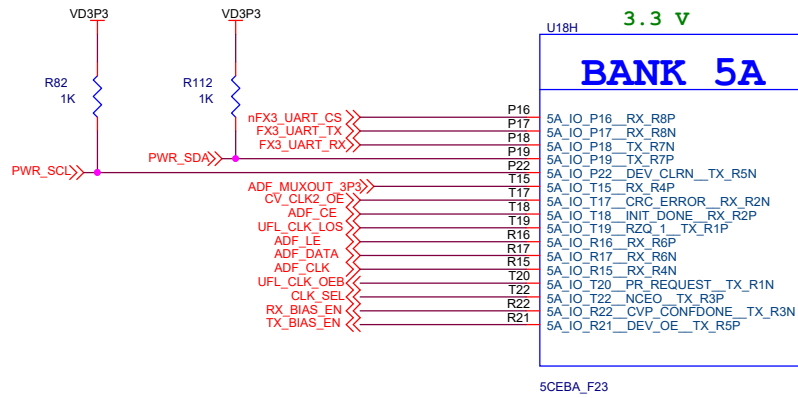 VD3P3
VD3P3
3.3 V
U18H
BANK 5A
R82
1K
R112
1K
nFX3_UART_CS
P16
5A_IO_P16__RX_R8P
FX3_UART_TX
P17
5A_IO_P17__RX_R8N
FX3_UART_RX
P18
5A_IO_P18__TX_R7N
PWR_SDA
P19
5A_IO_P19__TX_R7P
PWR_SCL
P22
5A_IO_P22__DEV_CLRN__TX_R5N
ADF_MUXOUT_3P3
T15
5A_IO_T15__RX_R4P
CV_CLK2_OE
T17
5A_IO_T17__CRC_ERROR__RX_R2N
ADF_CE
T18
5A_IO_T18__INIT_DONE__RX_R2P
UFL_CLK_LOS
T19
5A_IO_T19__RZQ_1__TX_R1P
ADF_LE
R16
5A_IO_R16__RX_R6P
ADF_DATA
R17
5A_IO_R17__RX_R6N
ADF_CLK
R15
5A_IO_R15__RX_R4N
UFL_CLK_OEB
T20
5A_IO_T20__PR_REQUEST__TX_R1N
CLK_SEL
T22
5A_IO_T22__NCEO__TX_R3P
RX_BIAS_EN
R22
5A_IO_R22__CVP_CONFDONE__TX_R3N
TX_BIAS_EN
R21
5A_IO_R21__DEV_OE__TX_R5P
5CEBA_F23